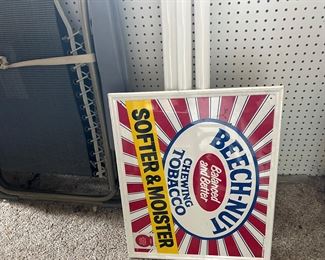 BEECH-NUT
Balanced
and Better
CHEWING
TOBACCO
SOFTER & MOISTER